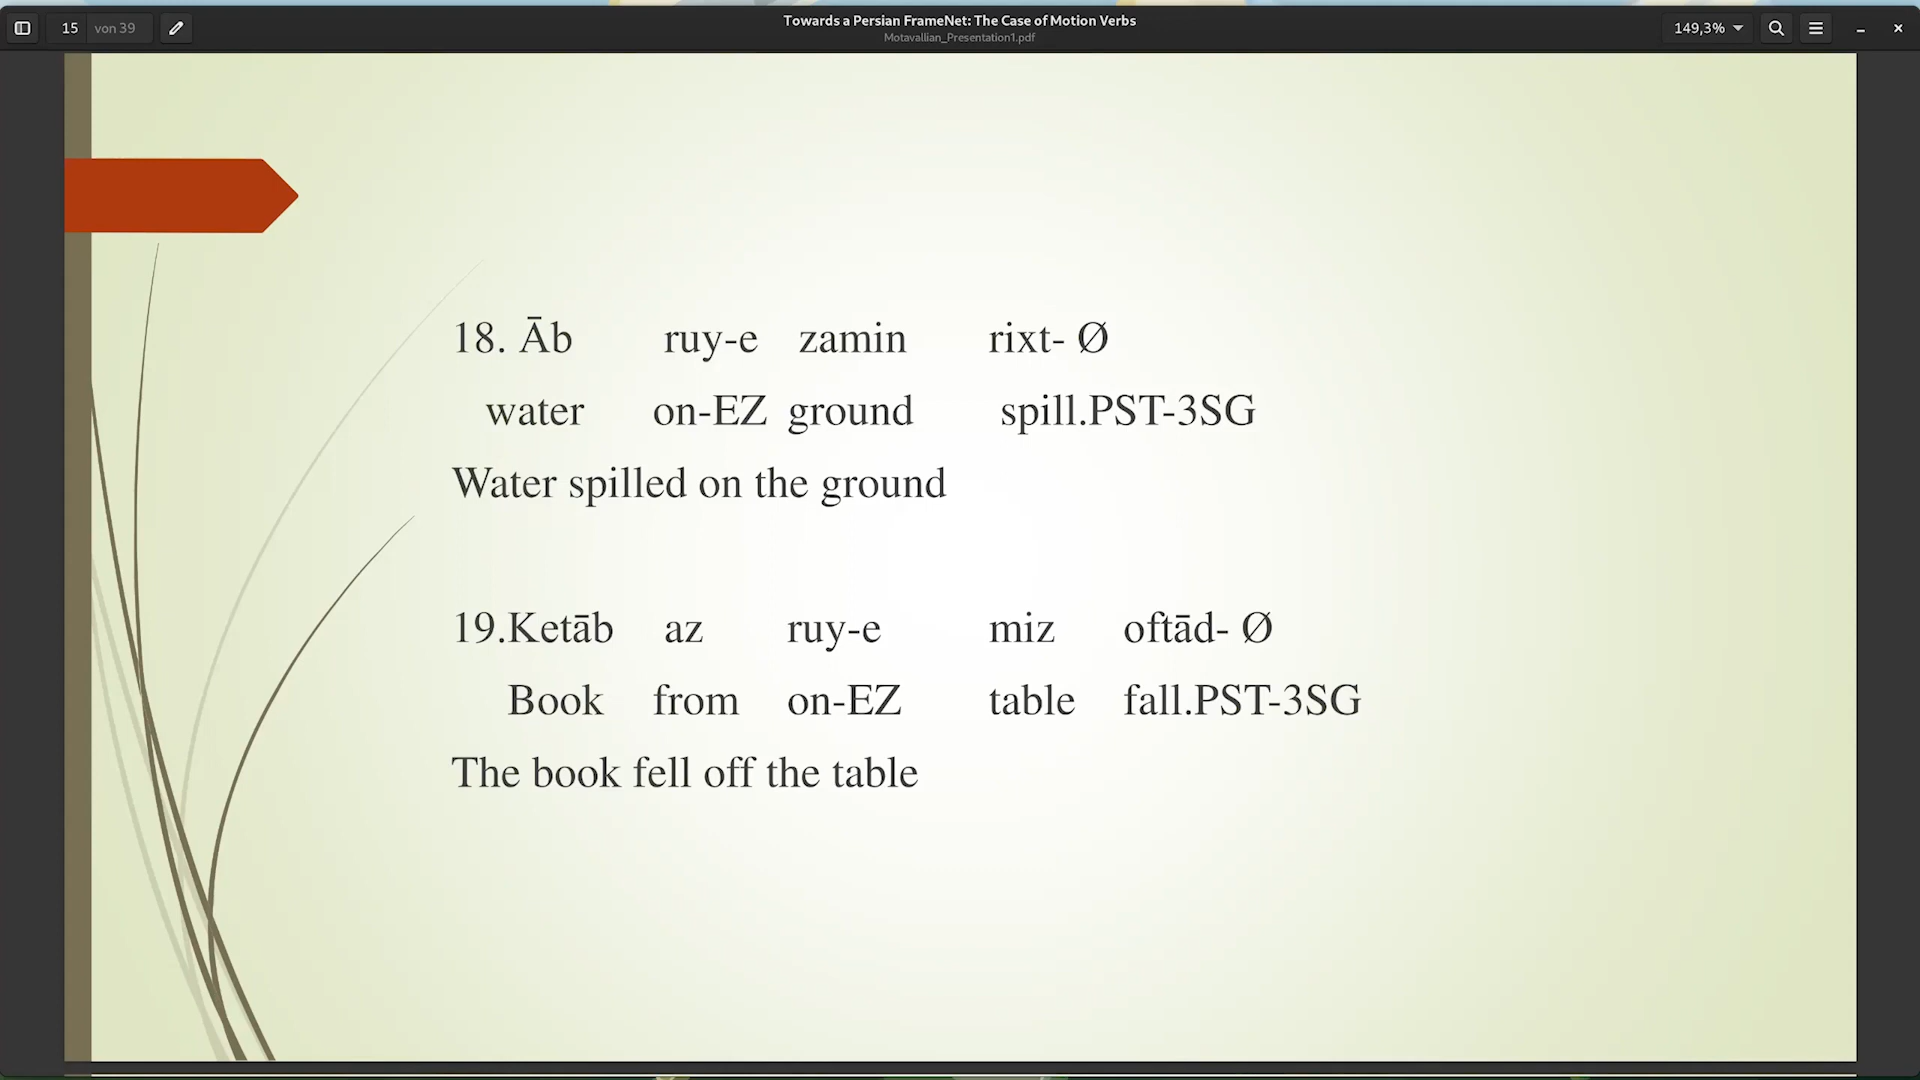 15 von 39
Towards a Persian FrameNet: The Case of Motion Verbs
Motavallian_Presentation1.pdf
149,3%
18. Āb ruy-e zamin rixt- Ø
water on-EZ ground spill.PST-3SG
Water spilled on the ground
19.Ketāb az ruy-e miz oftād- Ø
Book from on-EZ table fall.PST-3SG
The book fell off the table